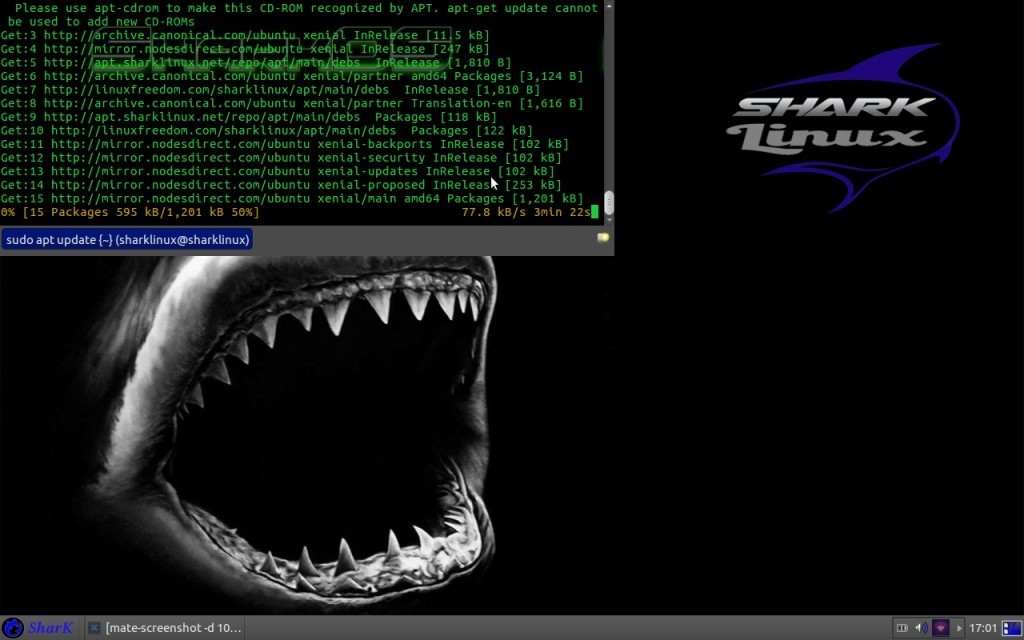 Please use apt-cdrom to make this CD-ROM recognized by APT. apt-get update cannot
be used to add new CD-ROMs
Get:3 http://archive.canonical.com/ubuntu xenial InRelease [11.5 kB]
Get:4 http://mirror.nodesdirect.com/ubuntu xenial InRelease [247 kB]
Get:5 http://apt.sharklinux.net/repo/apt/main/debs  InRelease [1,810 B]
Get:6 http://archive.canonical.com/ubuntu xenial/partner amd64 Packages [3,124 B]
Get:7 http://linuxfreedom.com/sharklinux/apt/main/debs  InRelease [1,810 B]
Get:8 http://archive.canonical.com/ubuntu xenial/partner Translation-en [1,616 B]
Get:9 http://apt.sharklinux.net/repo/apt/main/debs  Packages [118 kB]
Get:10 http://linuxfreedom.com/sharklinux/apt/main/debs  Packages [122 kB]
Get:11 http://mirror.nodesdirect.com/ubuntu xenial-backports InRelease [102 kB]
Get:12 http://mirror.nodesdirect.com/ubuntu xenial-security InRelease [102 kB]
Get:13 http://mirror.nodesdirect.com/ubuntu xenial-updates InRelease [102 kB]
Get:14 http://mirror.nodesdirect.com/ubuntu xenial-proposed InRelease [253 kB]
Get:15 http://mirror.nodesdirect.com/ubuntu xenial/main amd64 Packages [1,201 kB]
0% [15 Packages 595 kB/1,201 kB 50%] 77.8 kB/s 3min 22s
sudo apt update {~} (sharklinux@sharklinux)
SHARK
Linux
SharK
[mate-screenshot -d 10...
17:01